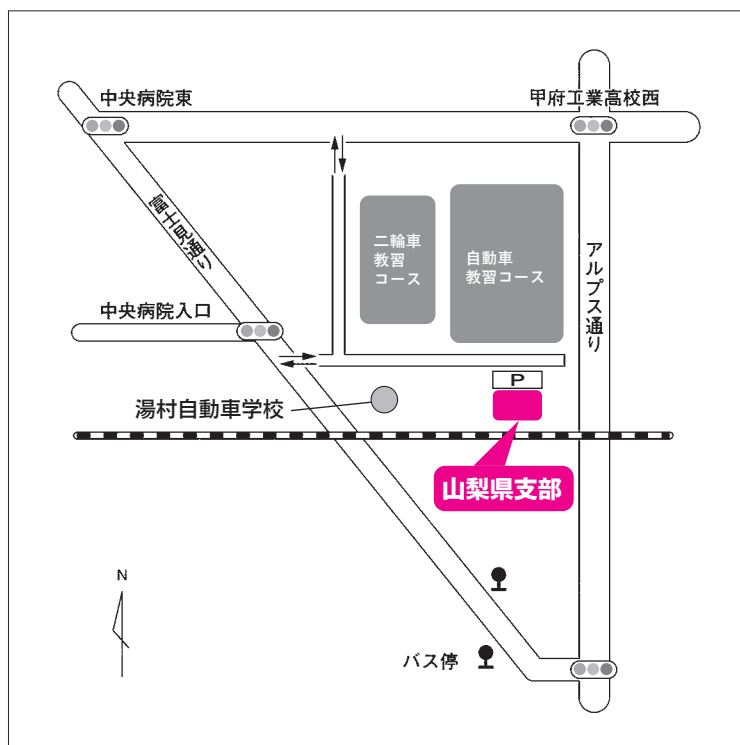 中央病院東
甲府工業高校西
富士見通り
二輪車
教習
コース
自動車
教習コース
アルプス通り
中央病院入口
P
湯村自動車学校
山梨県支部
N
バス停